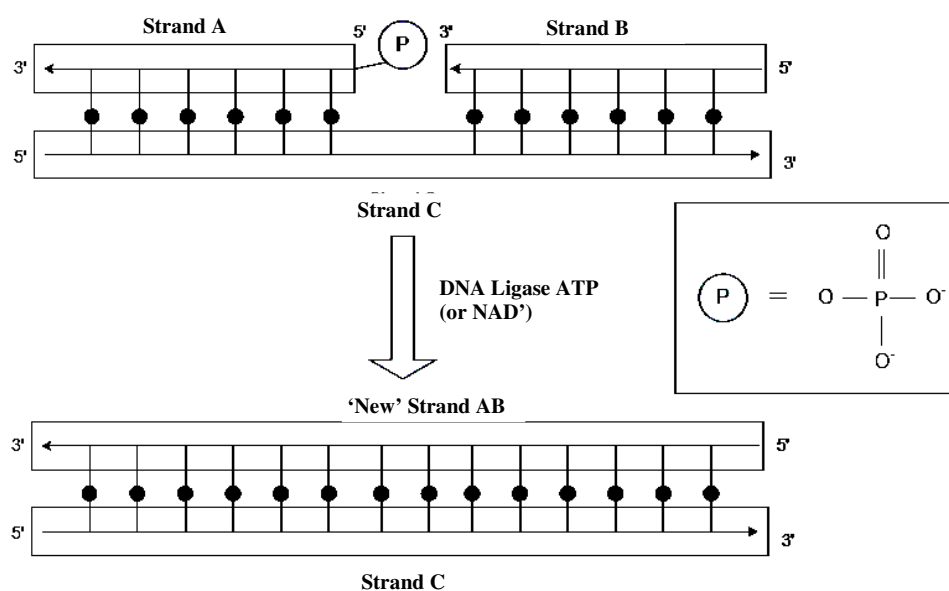 Strand A
5'
P
3'
Strand B
3'
5'
5'
3'
Strand C
DNA Ligase ATP
(or NAD’)
P = O — P — O-
O
O-
‘New’ Strand AB
3'
5'
5'
3'
Strand C